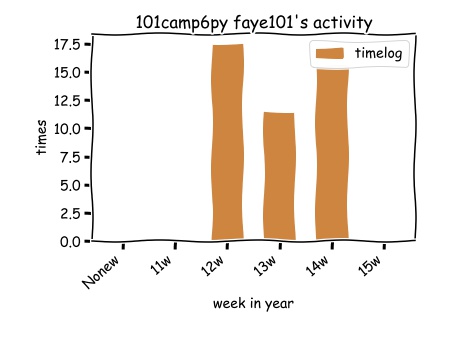 101camp6py faye101's activity
timelog
17.5
15.0
12.5
10.0
7.5
5.0
2.5
0.0
times
Nonew
11w
12w
13w
14w
15w
week in year